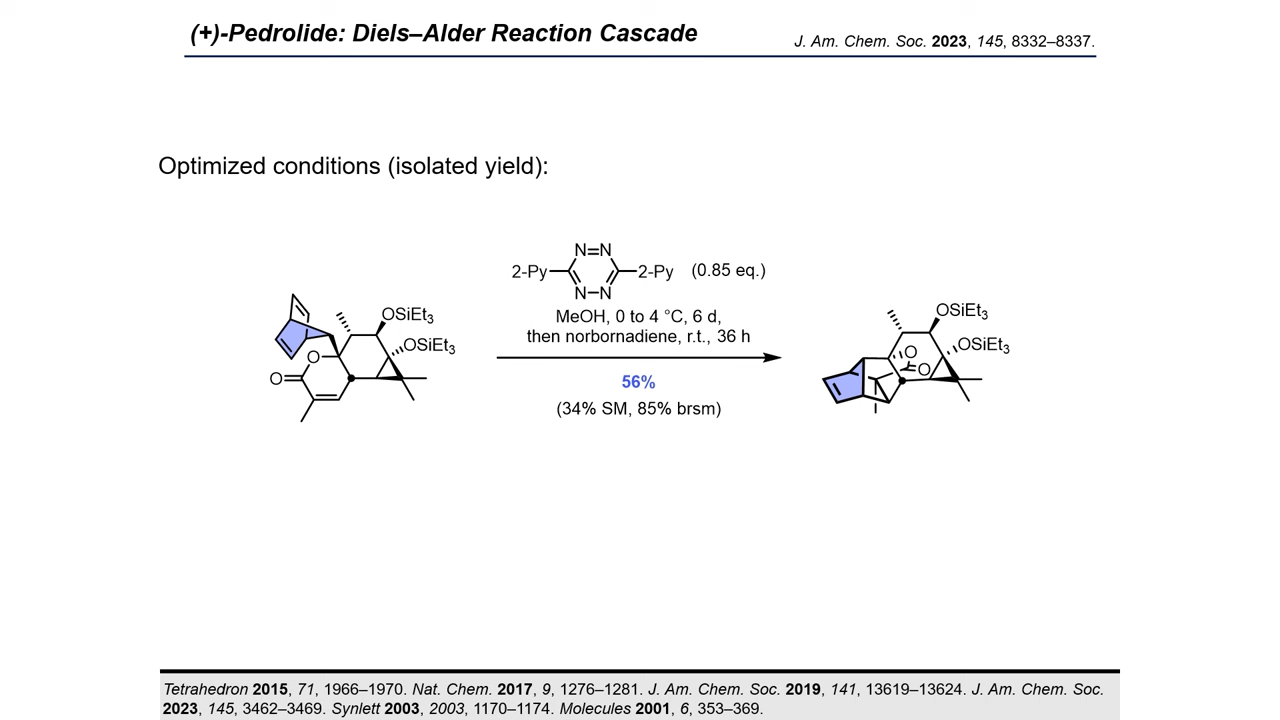 (+)-Pedrolide: Diels–Alder Reaction Cascade
J. Am. Chem. Soc. 2023, 145, 8332–8337.
Optimized conditions (isolated yield):
N=N
2-Py
2-Py
(0.85 eq.)
N–N
MeOH, 0 to 4 °C, 6 d,
then norbornadiene, r.t., 36 h
56%
(34% SM, 85% brsm)
OSiEt3
OSiEt3
O
O
OSiEt3
OSiEt3
O
O
Tetrahedron 2015, 71, 1966–1970. Nat. Chem. 2017, 9, 1276–1281. J. Am. Chem. Soc. 2019, 141, 13619–13624. J. Am. Chem. Soc.
2023, 145, 3462–3469. Synlett 2003, 2003, 1170–1174. Molecules 2001, 6, 353–369.